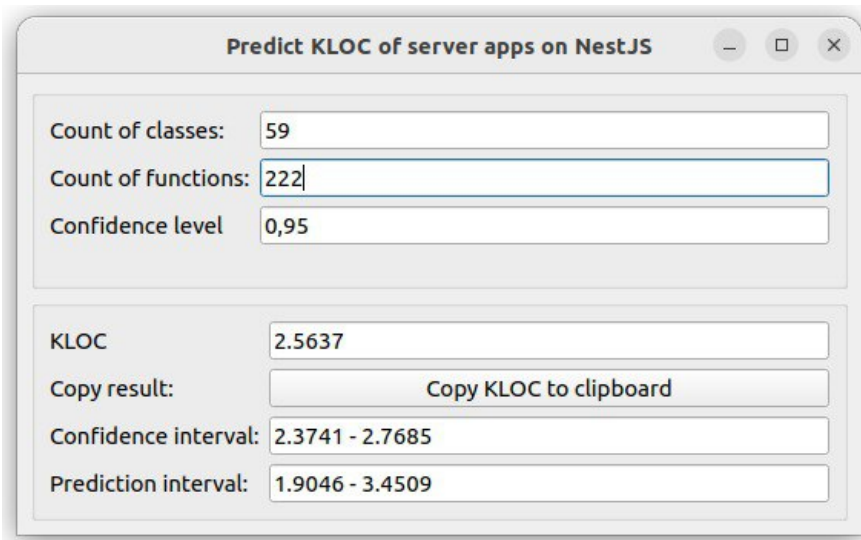 Predict KLOC of server apps on NestJS
Count of classes: 59
Count of functions: 222
Confidence level 0,95
KLOC 2.5637
Copy result: Copy KLOC to clipboard
Confidence interval: 2.3741 - 2.7685
Prediction interval: 1.9046 - 3.4509